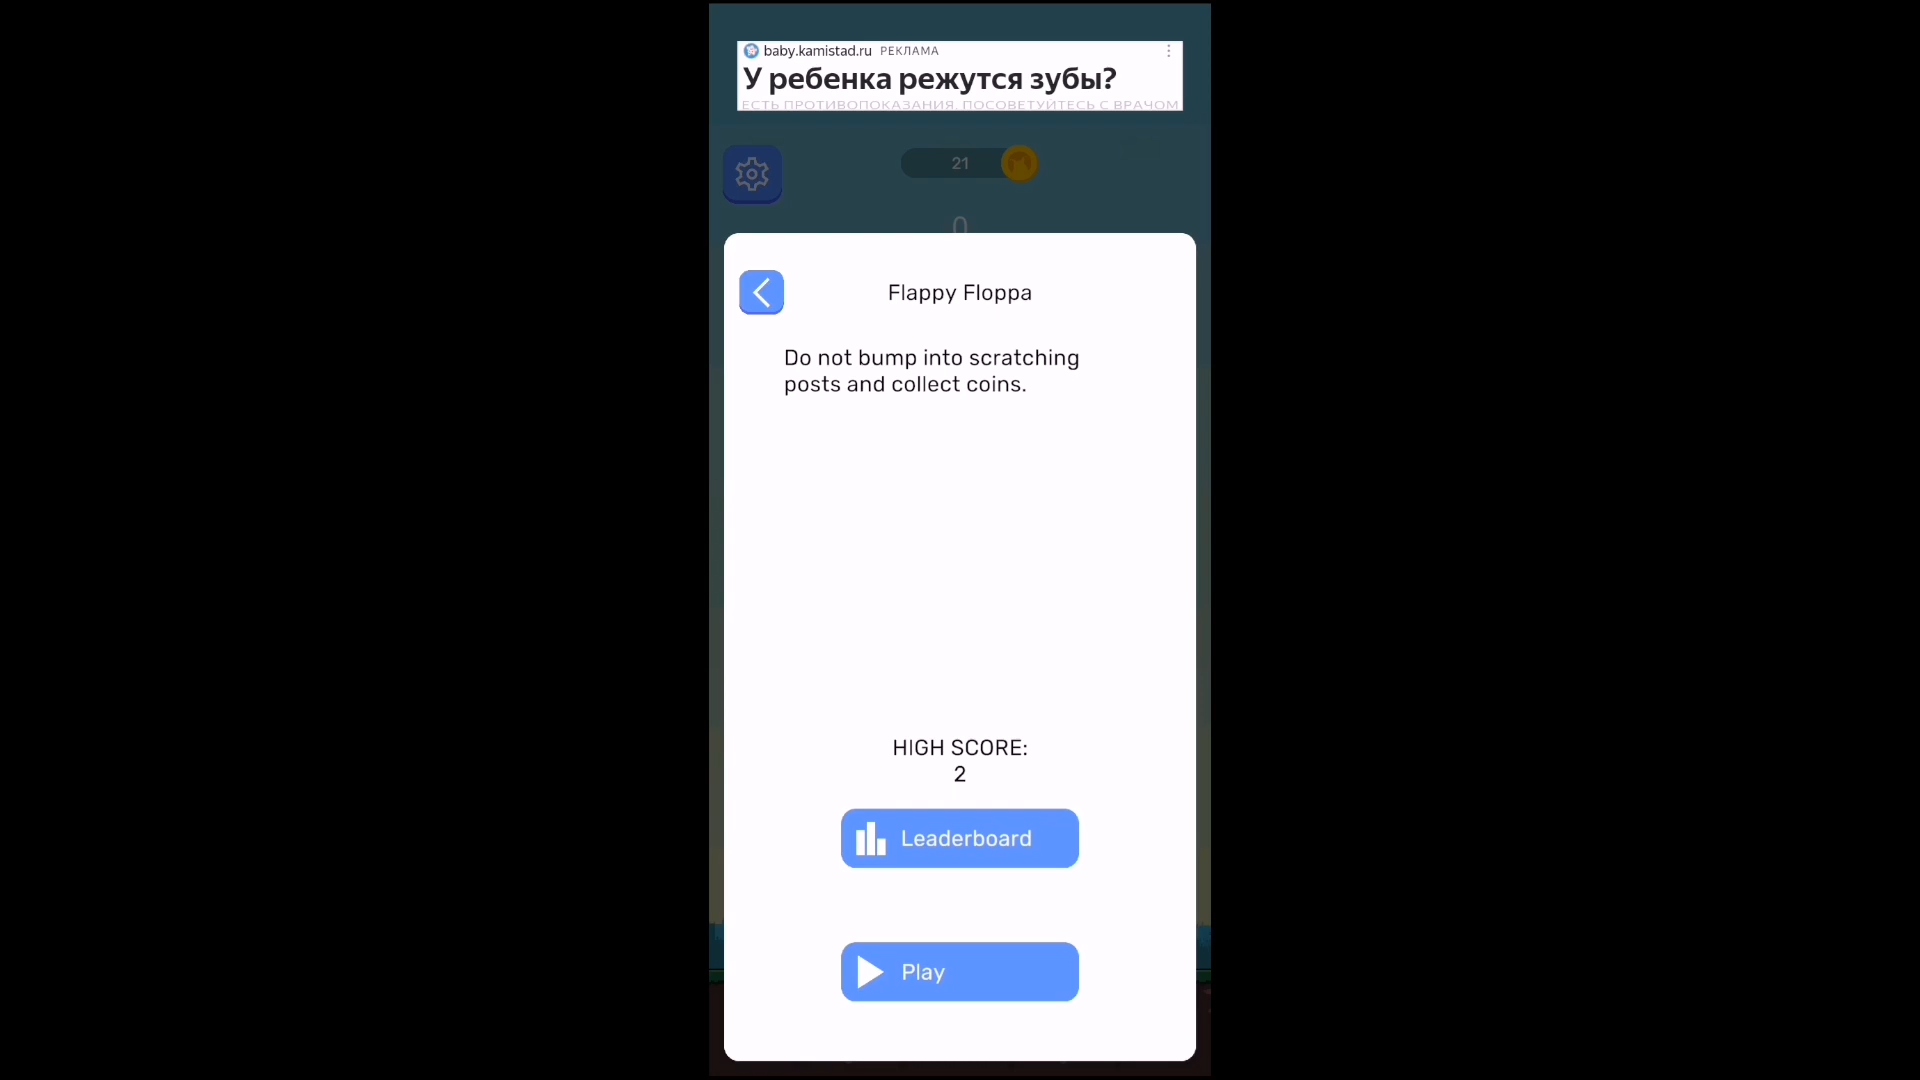 baby.kamistad.ru РЕКЛАМА
У ребенка режутся зубы?
ЕСТЬ ПРОТИВОПОКАЗАНИЯ. ПОСОВЕТУЙТЕСЬ С ВРАЧОМ
21
0
Flappy Floppa
Do not bump into scratching
posts and collect coins.
HIGH SCORE:
2
Leaderboard
Play